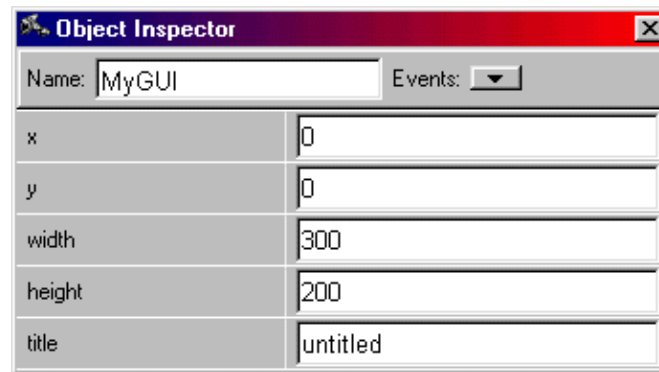 Object Inspector
Name: MyGUI Events:
x 0
y 0
width 300
height 200
title untitled